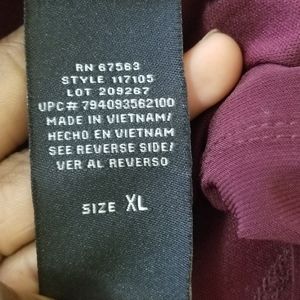 RN 67563
STYLE 117105
LOT 209267
UPC# 794093562100
MADE IN VIETNAM/
HECHO EN VIETNAM
SEE REVERSE SIDE/
VER AL REVERSO
SIZE XL